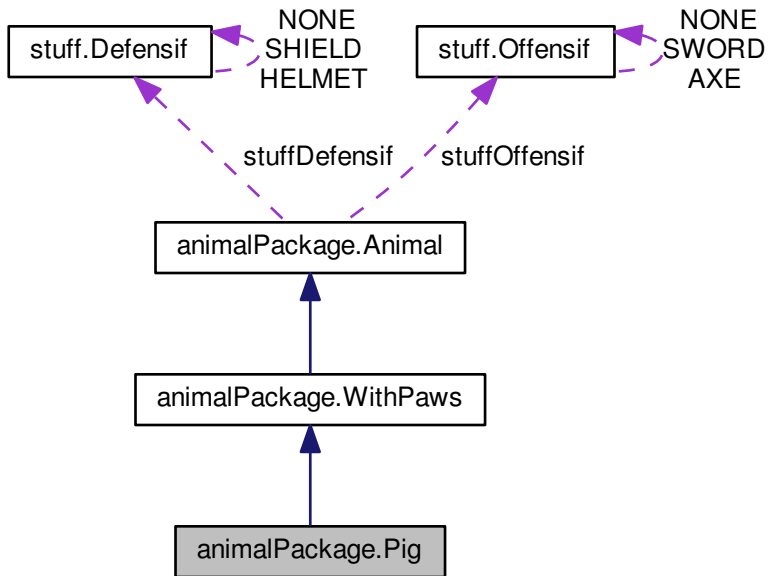 NONE
SHIELD
HELMET
stuff.Defensif
NONE
SWORD
AXE
stuff.Offensif
stuffDefensif
stuffOffensif
animalPackage.Animal
animalPackage.WithPaws
animalPackage.Pig